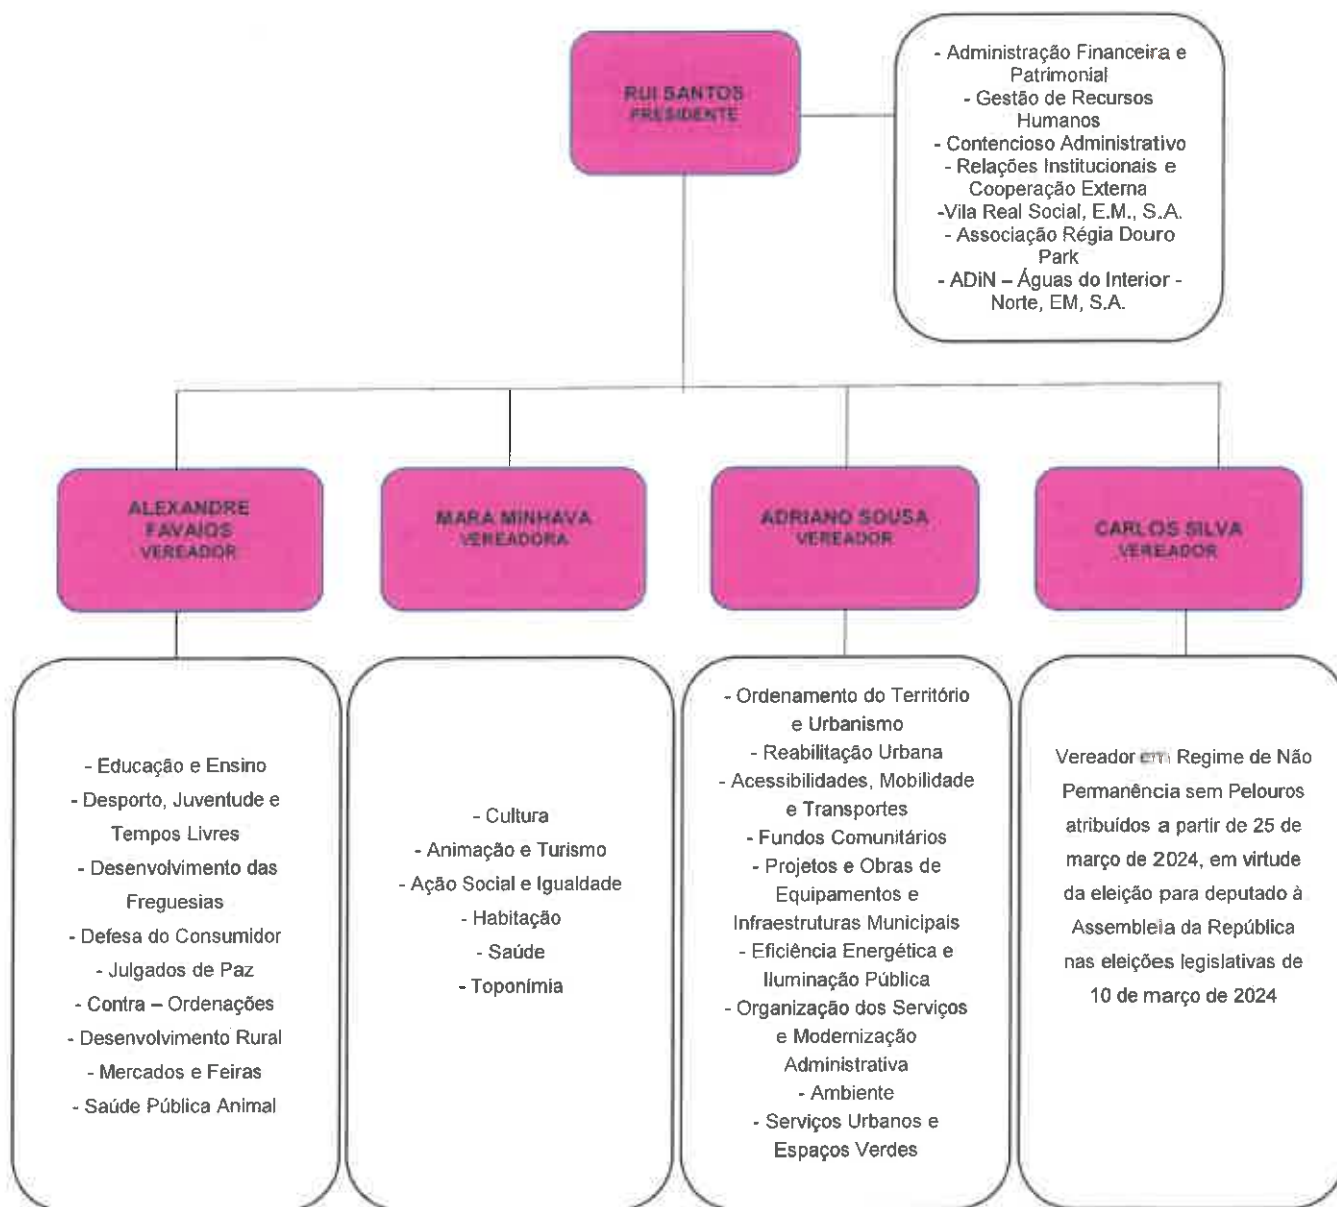 RUI SANTOS
PRESIDENTE
- Administração Financeira e
Patrimonial
- Gestão de Recursos
Humanos
- Contencioso Administrativo
- Relações Institucionais e
Cooperação Externa
-Vila Real Social, E.M., S.A.
- Associação Régia Douro
Park
- ADiN – Águas do Interior -
Norte, EM, S.A.
ALEXANDRE
FAVAIOS
VEREADOR
MARA MINHAVA
VEREADORA
ADRIANO SOUSA
VEREADOR
CARLOS SILVA
VEREADOR
- Educação e Ensino
- Desporto, Juventude e
Tempos Livres
- Desenvolvimento das
Freguesias
- Defesa do Consumidor
- Julgados de Paz
- Contra – Ordenações
- Desenvolvimento Rural
- Mercados e Feiras
- Saúde Pública Animal
- Cultura
- Animação e Turismo
- Ação Social e Igualdade
- Habitação
- Saúde
- Toponímia
- Ordenamento do Território
e Urbanismo
- Reabilitação Urbana
- Acessibilidades, Mobilidade
e Transportes
- Fundos Comunitários
- Projetos e Obras de
Equipamentos e
Infraestruturas Municipais
- Eficiência Energética e
Iluminação Pública
- Organização dos Serviços
e Modernização
Administrativa
- Ambiente
- Serviços Urbanos e
Espaços Verdes
Vereador em Regime de Não
Permanência sem Pelouros
atribuídos a partir de 25 de
março de 2024, em virtude
da eleição para deputado à
Assembleia da República
nas eleições legislativas de
10 de março de 2024